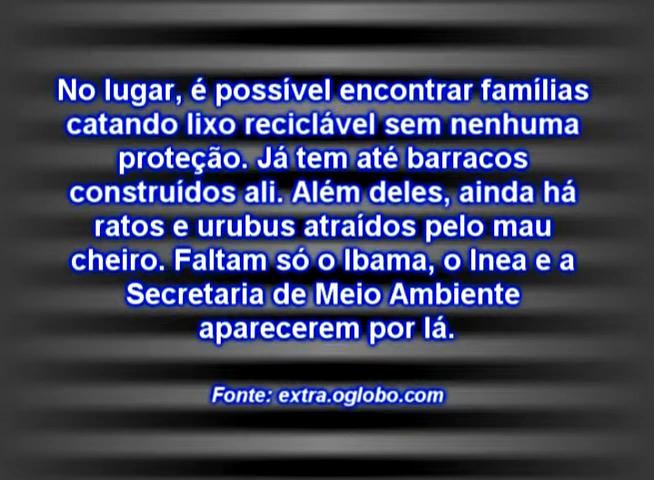 No lugar, é possível encontrar famílias
catando lixo reciclável sem nenhuma
proteção. Já tem até barracos
construídos ali. Além deles, ainda há
ratos e urubus atraídos pelo mau
cheiro. Faltam só o Ibama, o Inea e a
Secretaria de Meio Ambiente
aparecerem por lá.
Fonte: extra.oglobo.com